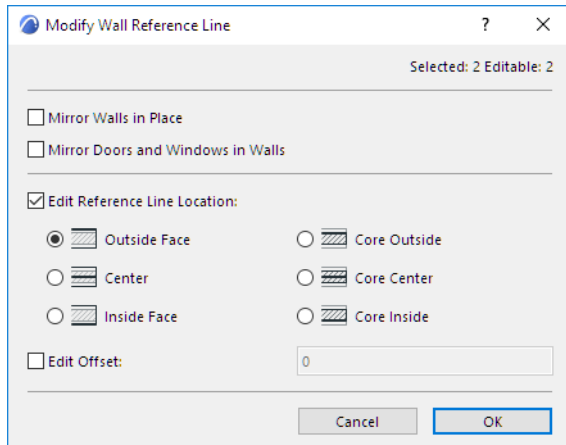 Modify Wall Reference Line
Selected: 2 Editable: 2
Mirror Walls in Place
Mirror Doors and Windows in Walls
Edit Reference Line Location:
Outside Face Core Outside
Center Core Center
Inside Face Core Inside
Edit Offset: 0
Cancel OK